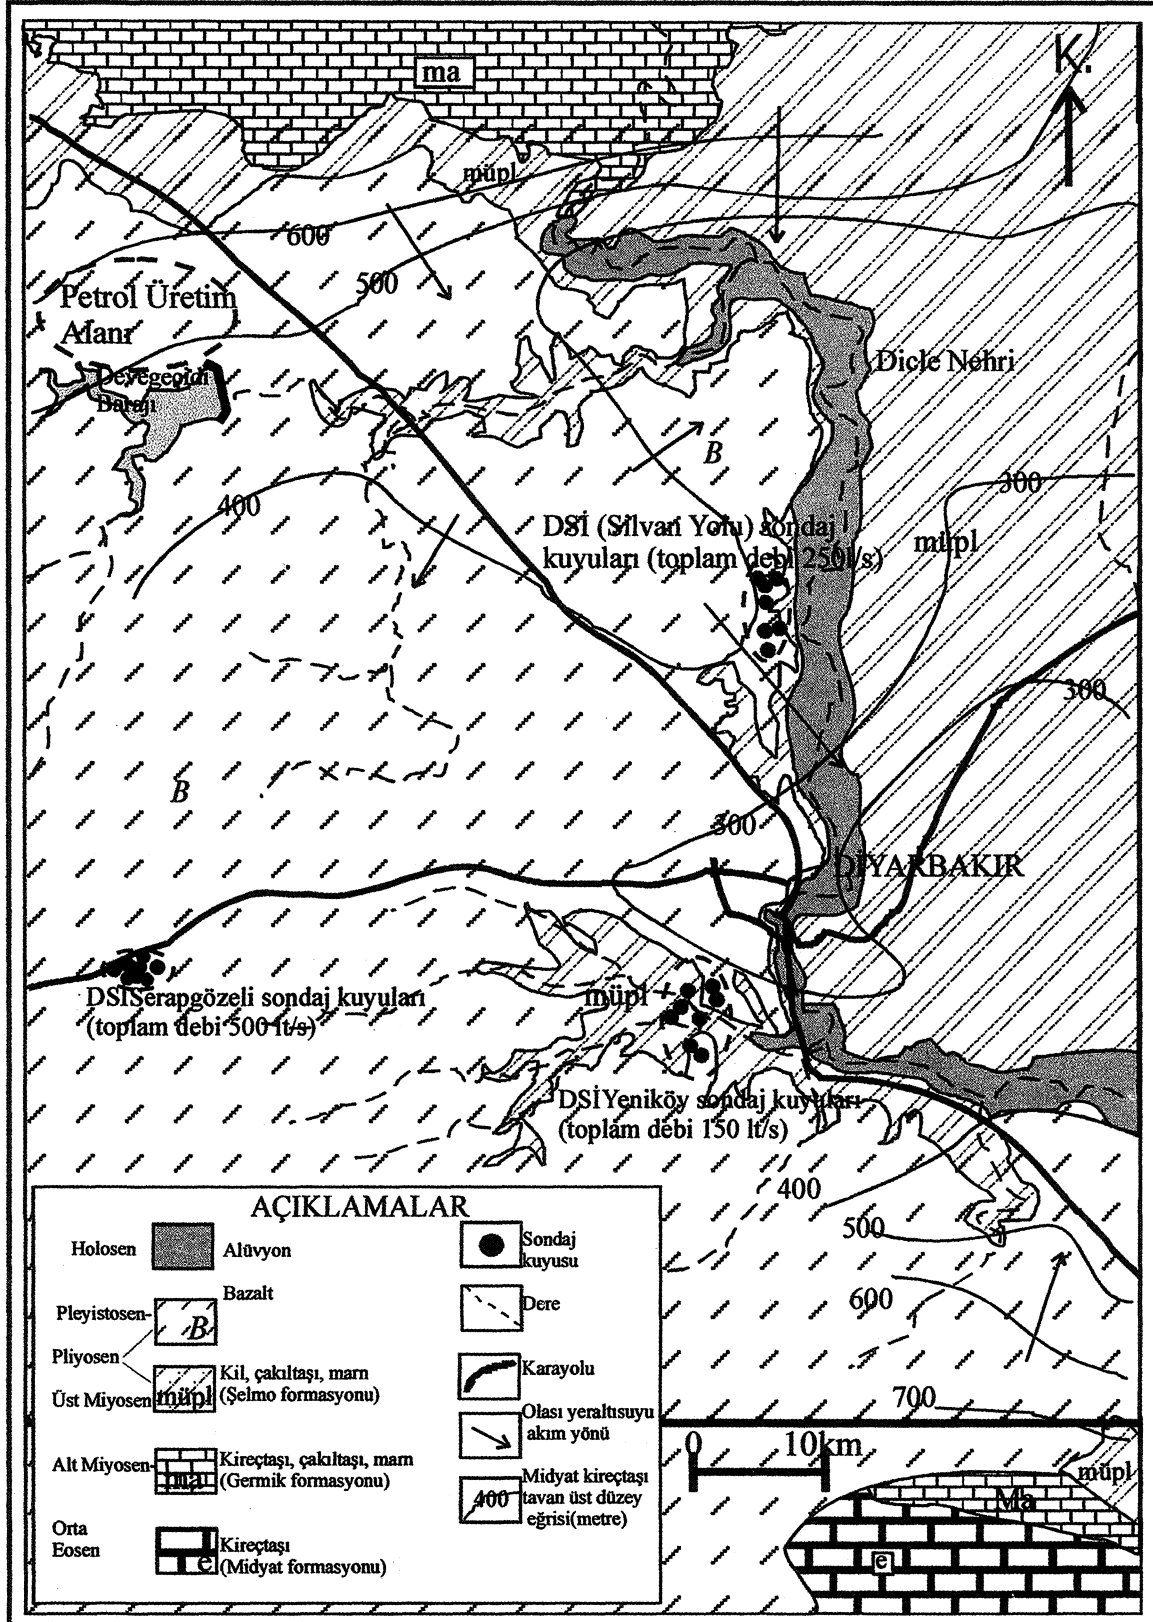 K.
ma
müpl
600
500
Petrol Üretim
Alanı
Devegeçidi
Barajı
Dicle Nehri
B
400
300
DSİ (Silvan Yolu) sondaj
kuyuları (toplam debi 250l/s)
müpl
300
B
300
DİYARBAKIR
DSİSerapgözeli sondaj kuyuları
(toplam debi 500 lt/s)
müpl
DSİYeniköy sondaj kuyuları
(toplam debi 150 lt/s)
400
500
600
700
0 10km
müpl
Ma
e
AÇIKLAMALAR
Holosen Alüvyon
Pleyistosen- B Bazalt
Pliyosen
Üst Miyosen müpl Kil, çakıltaşı, marn
(Şelmo formasyonu)
Alt Miyosen- ma Kireçtaşı, çakıltaşı, marn
(Germik formasyonu)
Orta
Eosen
e Kireçtaşı
(Midyat formasyonu)
Sondaj
kuyusu
Dere
Karayolu
Olası yeraltısuyu
akım yönü
400 Midyat kireçtaşı
tavan üst düzey
eğrisi(metre)